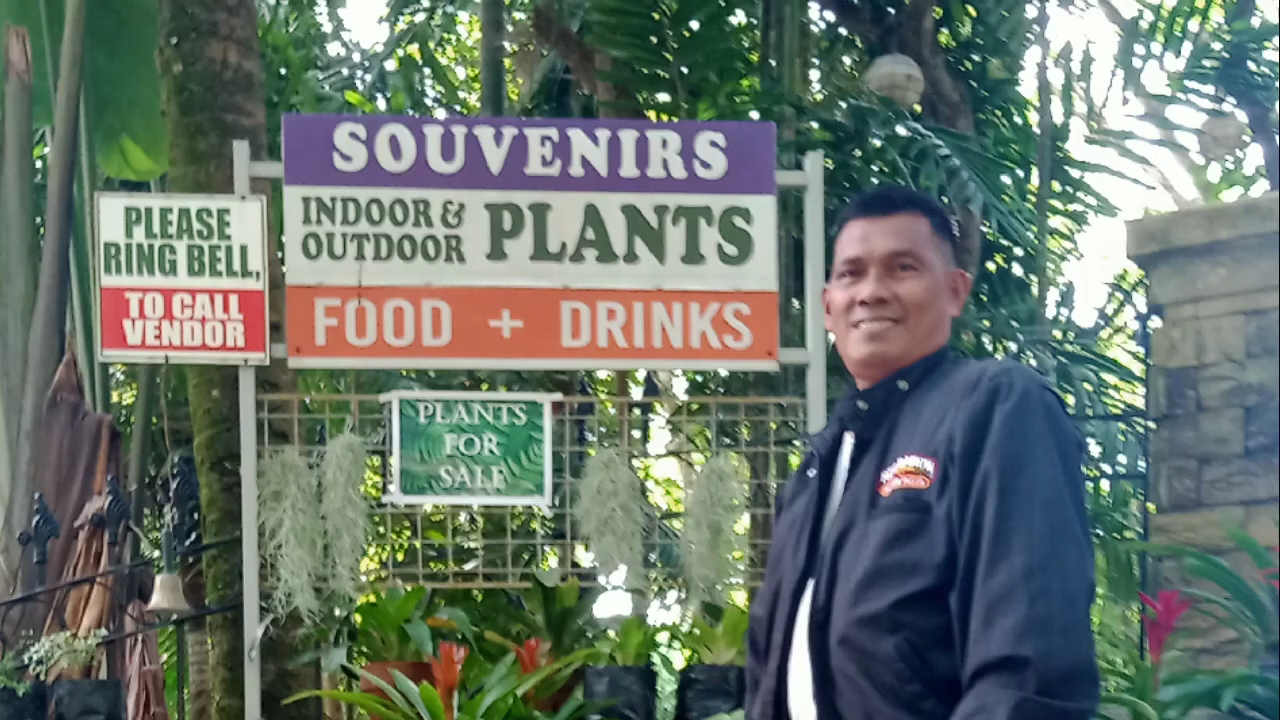 PLEASE
RING BELL,
TO CALL
VENDOR
SOUVENIRS
INDOOR &
OUTDOOR
PLANTS
FOOD + DRINKS
PLANTS
FOR
SALE